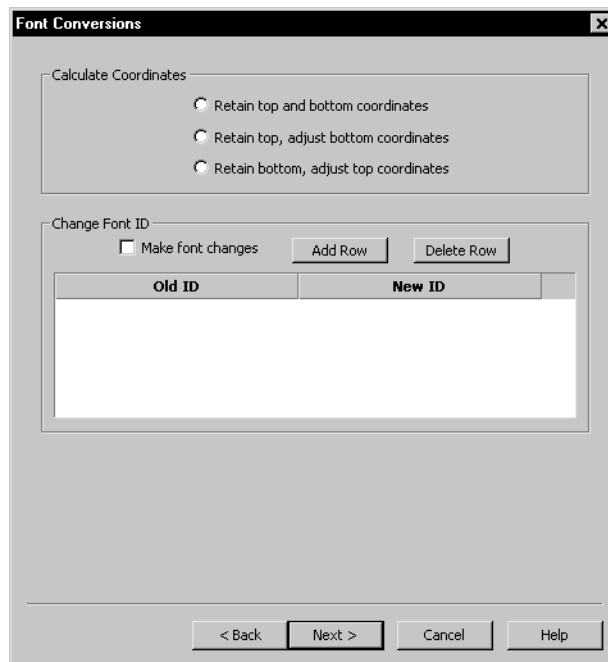 Font Conversions
Calculate Coordinates
Retain top and bottom coordinates
Retain top, adjust bottom coordinates
Retain bottom, adjust top coordinates
Change Font ID
Make font changes Add Row Delete Row
Old ID New ID
< Back Next > Cancel Help